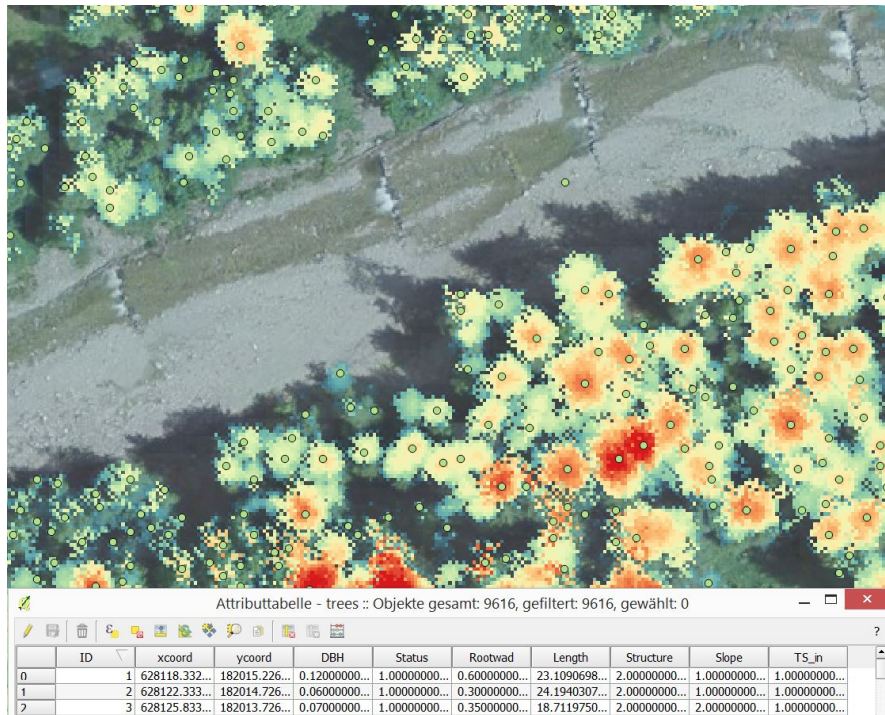 Attributtabelle - trees :: Objekte gesamt: 9616, gefiltert: 9616, gewählt: 0
?
ID xcoord ycoord DBH Status Rootwad Length Structure Slope TS_in
0 1 628118.332... 182015.226... 0.12000000... 1.00000000... 0.60000000... 23.1090698... 2.00000000... 1.00000000... 1.00000000...
1 2 628122.333... 182014.726... 0.06000000... 1.00000000... 0.30000000... 24.1940307... 2.00000000... 1.00000000... 1.00000000...
2 3 628125.833... 182013.726... 0.07000000... 1.00000000... 0.35000000... 18.7119750... 2.00000000... 2.00000000... 1.00000000...